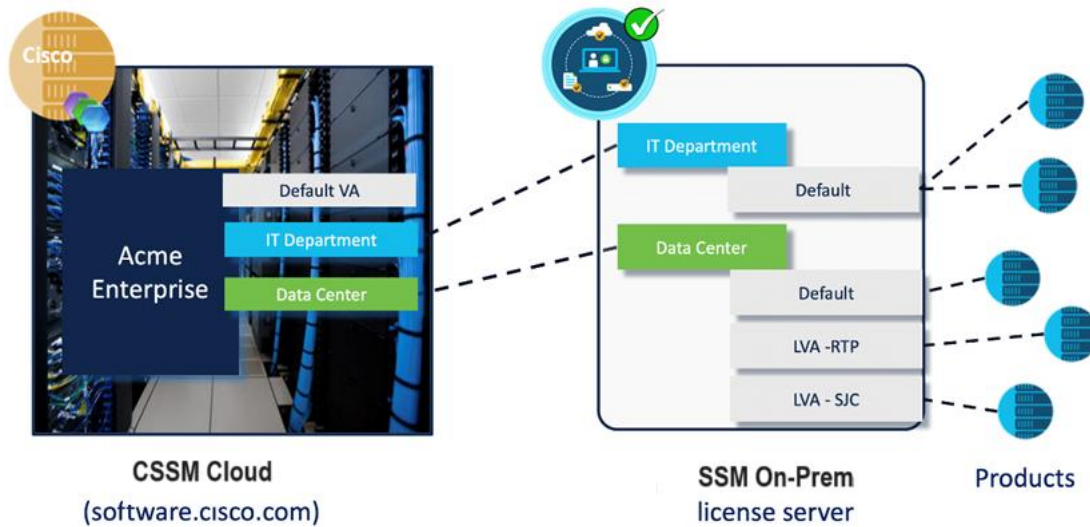 Cisco
Default VA
IT Department
Acme
Enterprise
Data Center
CSSM Cloud
(software.cisco.com)
IT Department
Default
Data Center
Default
LVA -RTP
LVA - SJC
SSM On-Prem
license server
Products